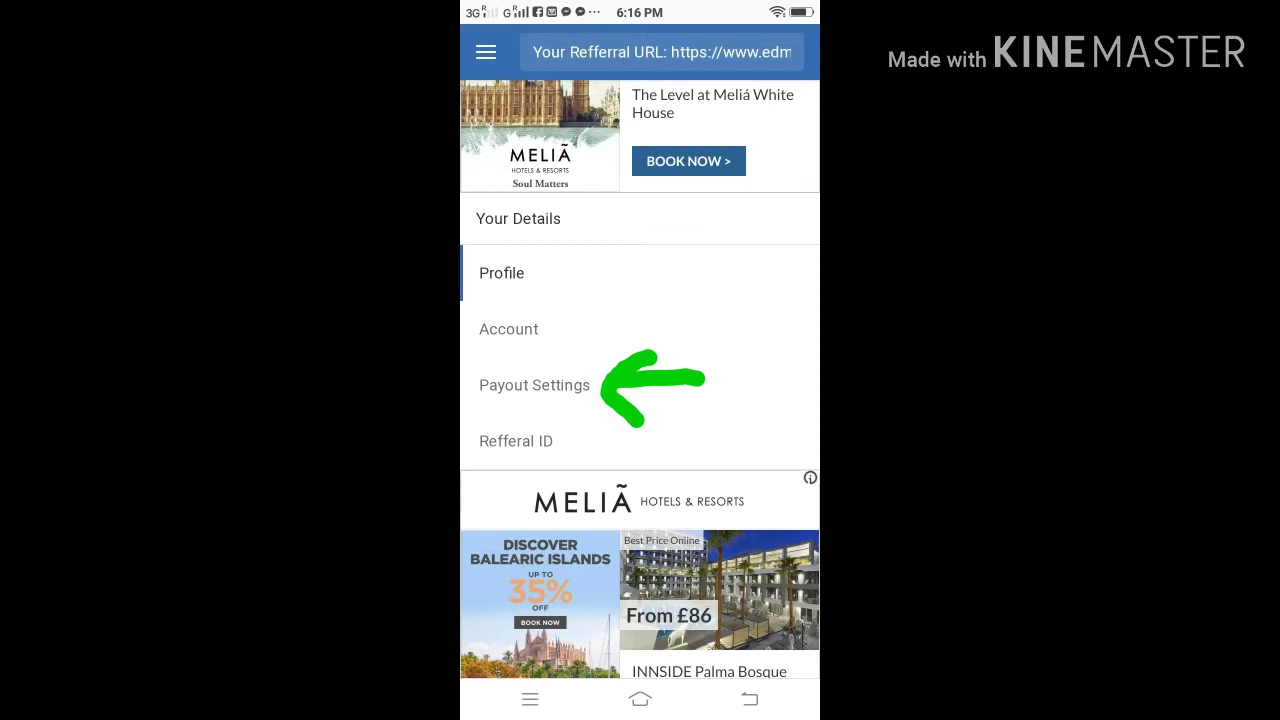 3G R G R 6:16 PM
Made with KINEMASTER
Your Refferral URL: https://www.edm
The Level at Meliá White
House
BOOK NOW >
MELIÃ
HOTELS & RESORTS
Soul Matters
Your Details
Profile
Account
Payout Settings
Refferal ID
MELIÃ HOTELS & RESORTS
DISCOVER
BALEARIC ISLANDS
UP TO
35%
OFF
BOOK NOW
Best Price Online
From £86
INNSIDE Palma Bosque